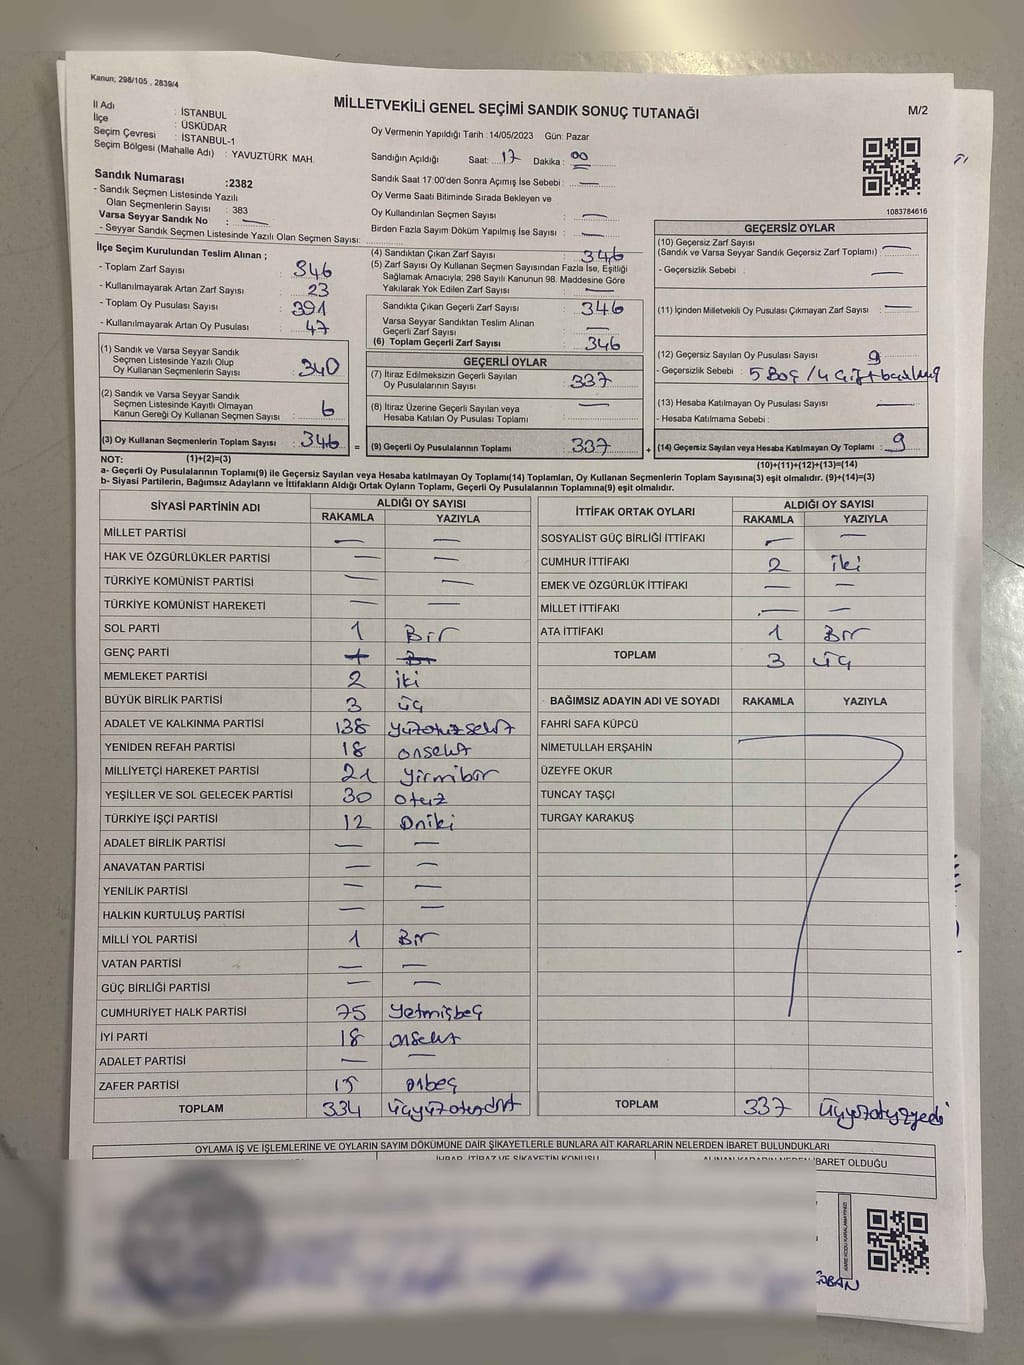 Kanun; 298/105 , 2839/4
MİLLETVEKİLİ GENEL SEÇİMİ SANDIK SONUÇ TUTANAĞI
M/2
İl Adı : İSTANBUL
İlçe : ÜSKÜDAR
Seçim Çevresi : İSTANBUL-1
Seçim Bölgesi (Mahalle Adı) : YAVUZTÜRK MAH.
Sandık Numarası :2382
- Sandık Seçmen Listesinde Yazılı
Olan Seçmenlerin Sayısı : 383
Varsa Seyyar Sandık No : —
- Seyyar Sandık Seçmen Listesinde Yazılı Olan Seçmen Sayısı:
Oy Vermenin Yapıldığı Tarih :14/05/2023 Gün: Pazar
Sandığın Açıldığı Saat: 17 Dakika : 00
Sandık Saat 17:00'den Sonra Açımış İse Sebebi : —
Oy Verme Saati Bitiminde Sırada Bekleyen ve
Oy Kullandırılan Seçmen Sayısı : —
Birden Fazla Sayım Döküm Yapılmış İse Sayısı : —
1083784616
İlçe Seçim Kurulundan Teslim Alınan ;
- Toplam Zarf Sayısı : 346
- Kullanılmayarak Artan Zarf Sayısı : 23
- Toplam Oy Pusulası Sayısı : 391
- Kullanılmayarak Artan Oy Pusulası : 47
(1) Sandık ve Varsa Seyyar Sandık
Seçmen Listesinde Yazılı Olup
Oy Kullanan Seçmenlerin Sayısı : 340
(2) Sandık ve Varsa Seyyar Sandık
Seçmen Listesinde Kayıtlı Olmayan
Kanun Gereği Oy Kullanan Seçmen Sayısı : 6
(3) Oy Kullanan Seçmenlerin Toplam Sayısı : 346
(1)+(2)=(3)
(4) Sandıktan Çıkan Zarf Sayısı : 346
(5) Zarf Sayısı Oy Kullanan Seçmen Sayısından Fazla İse, Eşitliği
Sağlamak Amacıyla, 298 Sayılı Kanunun 98. Maddesine Göre
Yakılarak Yok Edilen Zarf Sayısı : —
Sandıkta Çıkan Geçerli Zarf Sayısı : 346
Varsa Seyyar Sandıktan Teslim Alınan
Geçerli Zarf Sayısı : —
(6) Toplam Geçerli Zarf Sayısı : 346
GEÇERLİ OYLAR
(7) İtiraz Edilmeksizin Geçerli Sayılan
Oy Pusulalarının Sayısı : 337
(8) İtiraz Üzerine Geçerli Sayılan veya
Hesaba Katılan Oy Pusulası Toplamı : —
= (9) Geçerli Oy Pusulalarının Toplamı : 337
GEÇERSİZ OYLAR
(10) Geçersiz Zarf Sayısı : —
(Sandık ve Varsa Seyyar Sandık Geçersiz Zarf Toplamı)
- Geçersizlik Sebebi : —
(11) İçinden Milletvekili Oy Pusulası Çıkmayan Zarf Sayısı : —
(12) Geçersiz Sayılan Oy Pusulası Sayısı : 9
- Geçersizlik Sebebi : 5 Boş / 4 çift basılmış
(13) Hesaba Katılmayan Oy Pusulası Sayısı : —
- Hesaba Katılmama Sebebi :
+ (14) Geçersiz Sayılan veya Hesaba Katılmayan Oy Toplamı : 9
(10)+(11)+(12)+(13)=(14)
NOT:
a- Geçerli Oy Pusulalarının Toplamı(9) ile Geçersiz Sayılan veya Hesaba katılmayan Oy Toplamı(14) Toplamları, Oy Kullanan Seçmenlerin Toplam Sayısına(3) eşit olmalıdır. (9)+(14)=(3)
b- Siyasi Partilerin, Bağımsız Adayların ve İttifakların Aldığı Ortak Oyların Toplamı, Geçerli Oy Pusulalarının Toplamına(9) eşit olmalıdır.
SİYASİ PARTİNİN ADI ALDIĞI OY SAYISI
RAKAMLA YAZIYLA
MİLLET PARTİSİ — —
HAK VE ÖZGÜRLÜKLER PARTİSİ — —
TÜRKİYE KOMÜNİST PARTİSİ — —
TÜRKİYE KOMÜNİST HAREKETİ — —
SOL PARTİ 1 Bir
GENÇ PARTİ
MEMLEKET PARTİSİ 2 iki
BÜYÜK BİRLİK PARTİSİ 3 üç
ADALET VE KALKINMA PARTİSİ 138 yüzotuzsekiz
YENİDEN REFAH PARTİSİ 18 onsekiz
MİLLİYETÇİ HAREKET PARTİSİ 21 yirmibir
YEŞİLLER VE SOL GELECEK PARTİSİ 30 otuz
TÜRKİYE İŞÇİ PARTİSİ 12 Oniki
ADALET BİRLİK PARTİSİ — —
ANAVATAN PARTİSİ — —
YENİLİK PARTİSİ — —
HALKIN KURTULUŞ PARTİSİ — —
MİLLİ YOL PARTİSİ 1 Bir
VATAN PARTİSİ — —
GÜÇ BİRLİĞİ PARTİSİ — —
CUMHURİYET HALK PARTİSİ 75 yetmişbeş
İYİ PARTİ 18 onsekiz
ADALET PARTİSİ — —
ZAFER PARTİSİ 15 onbeş
TOPLAM 334 üçyüzotuzdört
İTTİFAK ORTAK OYLARI ALDIĞI OY SAYISI
RAKAMLA YAZIYLA
SOSYALİST GÜÇ BİRLİĞİ İTTİFAKI — —
CUMHUR İTTİFAKI 2 iki
EMEK VE ÖZGÜRLÜK İTTİFAKI — —
MİLLET İTTİFAKI — —
ATA İTTİFAKI 1 Bir
TOPLAM 3 üç
BAĞIMSIZ ADAYIN ADI VE SOYADI RAKAMLA YAZIYLA
FAHRİ SAFA KÜPCÜ
NİMETULLAH ERŞAHİN
ÜZEYFE OKUR
TUNCAY TAŞÇI
TURGAY KARAKUŞ
TOPLAM 337 üçyüzotuzyedi
OYLAMA İŞ VE İŞLEMLERİNE VE OYLARIN SAYIM DÖKÜMÜNE DAİR ŞİKAYETLERLE BUNLARA AİT KARARLARIN NELERDEN İBARET BULUNDUKLARI
İHBAR, İTİRAZ VE ŞİKAYETİN KONUSU ALINAN KARARIN NEDEN İBARET OLDUĞU
KARE KODU KARALAMAYINIZ!